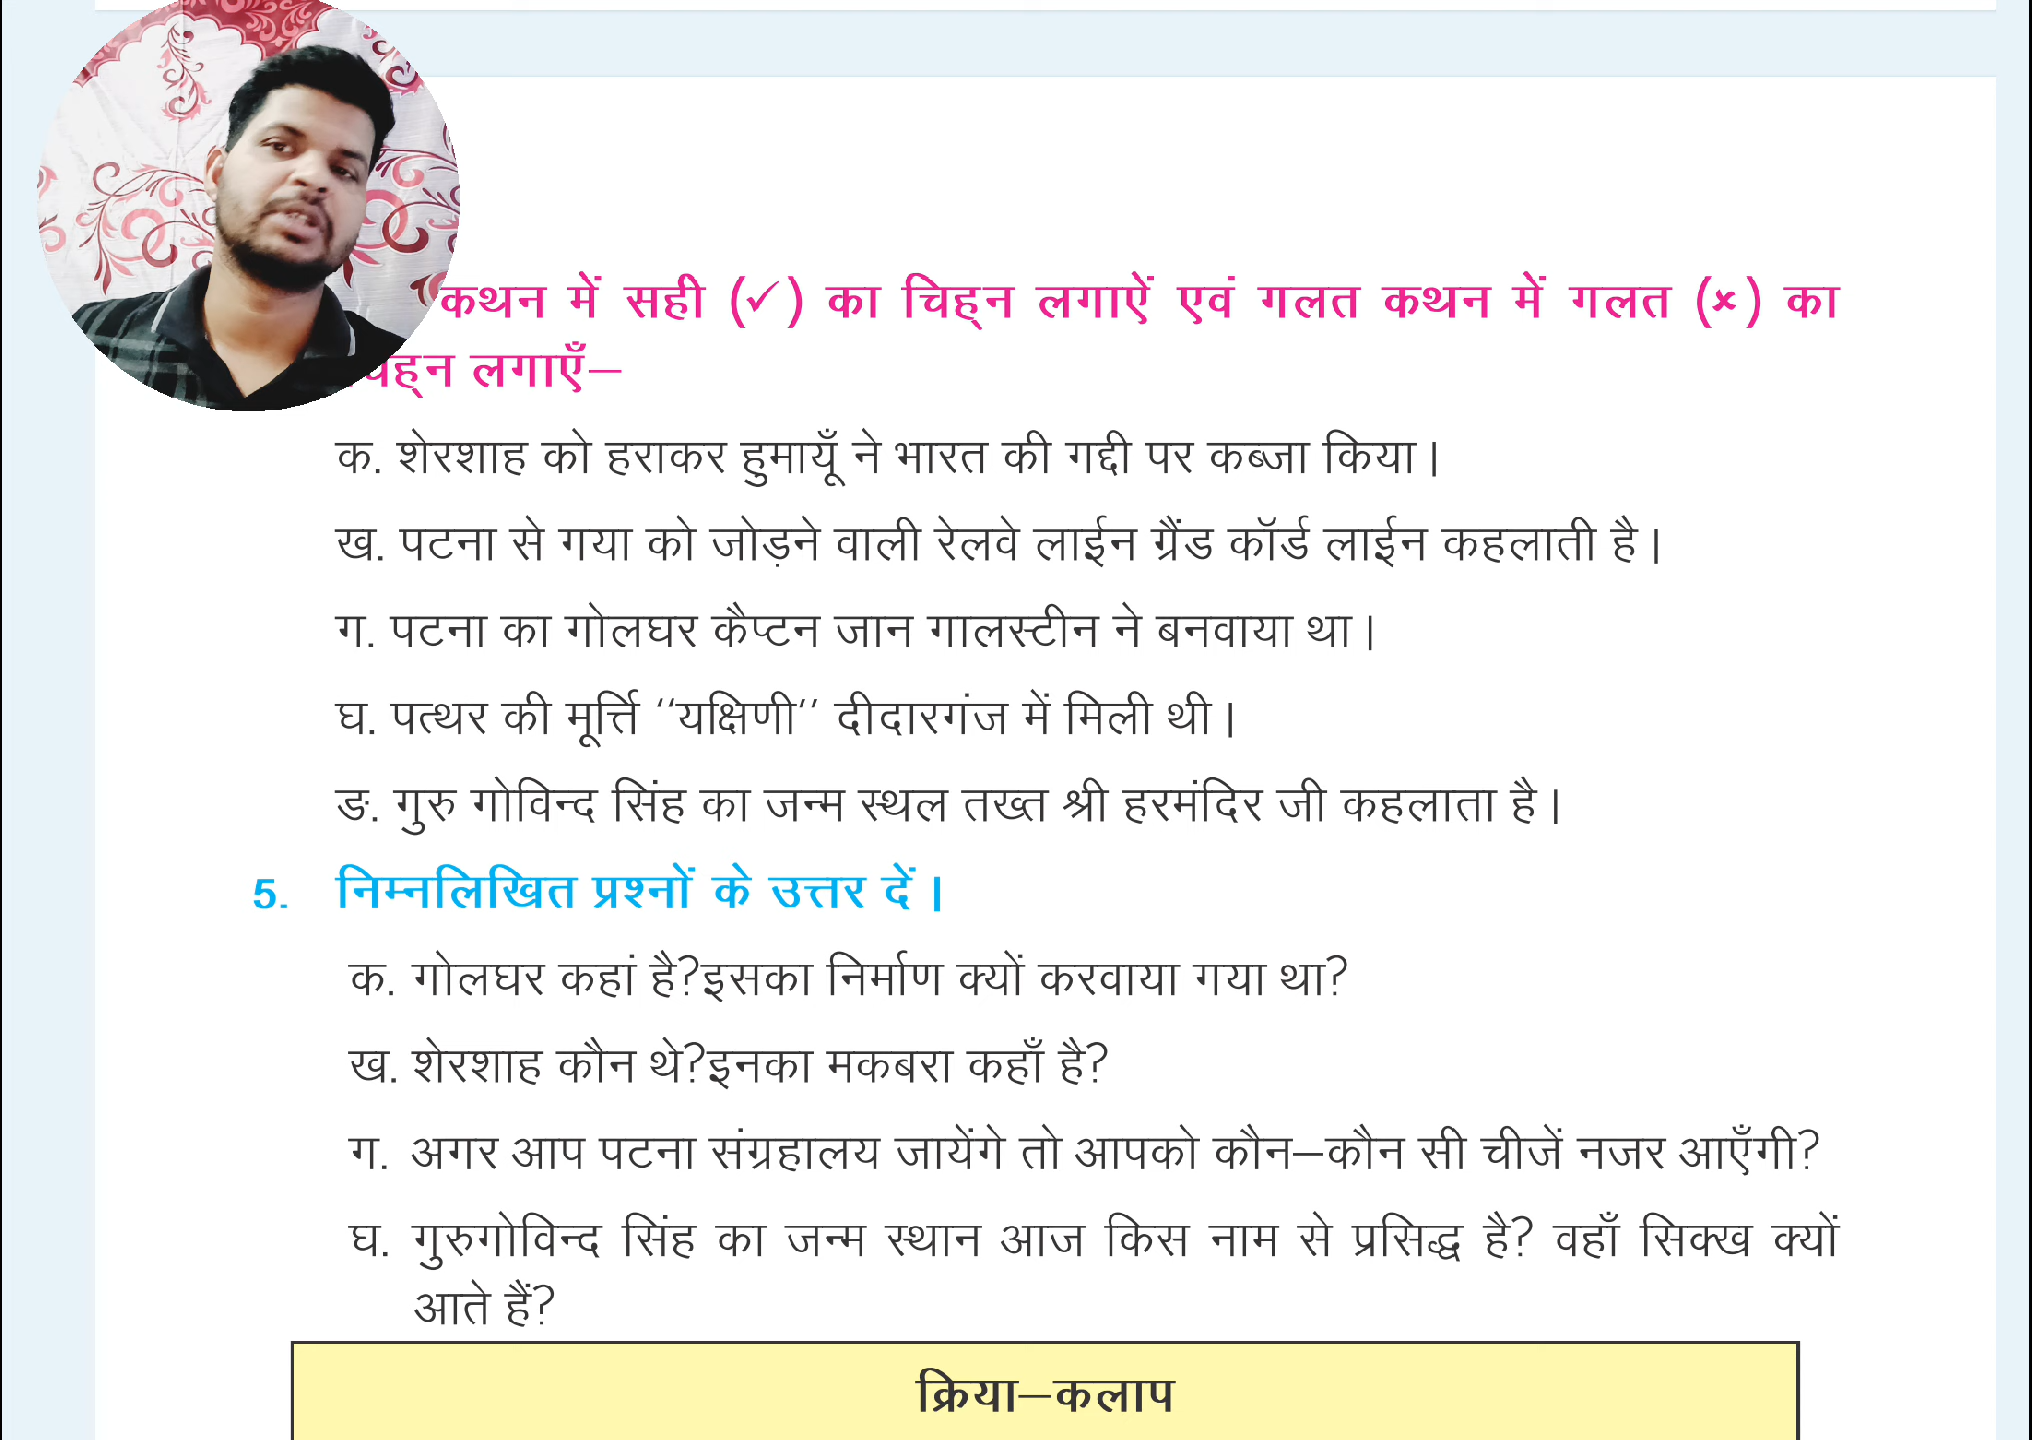 कथन में सही (✓) का चिह्न लगाऐं एवं गलत कथन में गलत (×) का
चिह्न लगाएँ–
क. शेरशाह को हराकर हुमायूँ ने भारत की गद्दी पर कब्जा किया।
ख. पटना से गया को जोड़ने वाली रेलवे लाईन ग्रैंड कॉर्ड लाईन कहलाती है।
ग. पटना का गोलघर कैप्टन जान गालस्टीन ने बनवाया था।
घ. पत्थर की मूर्त्ति ‘‘यक्षिणी’’ दीदारगंज में मिली थी।
ङ. गुरु गोविन्द सिंह का जन्म स्थल तख्त श्री हरमंदिर जी कहलाता है।
5. निम्नलिखित प्रश्नों के उत्तर दें।
क. गोलघर कहां है?इसका निर्माण क्यों करवाया गया था?
ख. शेरशाह कौन थे?इनका मकबरा कहाँ है?
ग. अगर आप पटना संग्रहालय जायेंगे तो आपको कौन–कौन सी चीजें नजर आएँगी?
घ. गुरुगोविन्द सिंह का जन्म स्थान आज किस नाम से प्रसिद्ध है? वहाँ सिक्ख क्यों
आते हैं?
क्रिया–कलाप